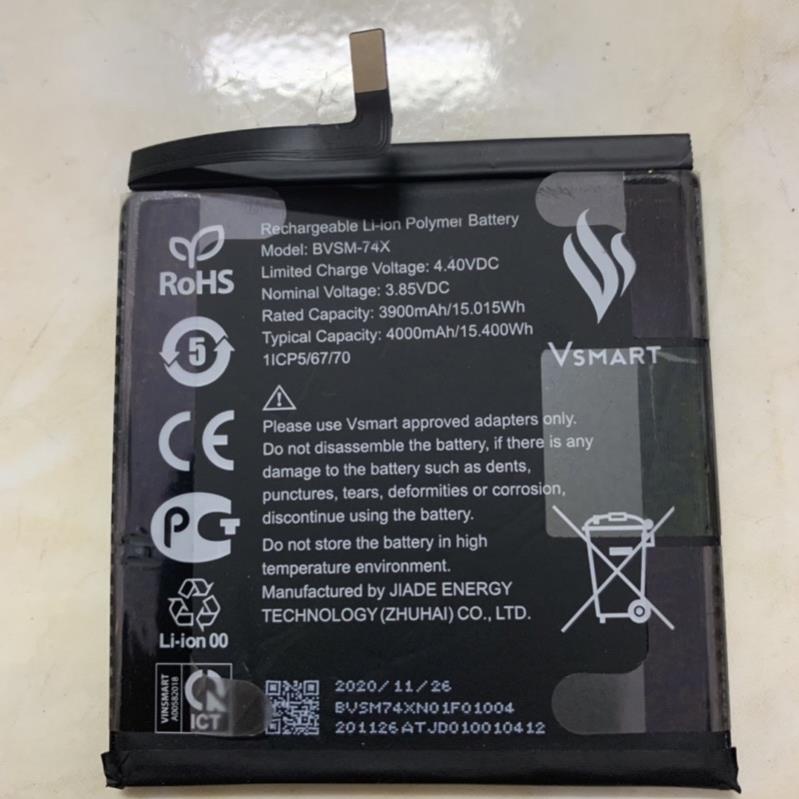 Rechargeable Li-ion Polymer Battery
Model: BVSM-74X
Limited Charge Voltage: 4.40VDC
Nominal Voltage: 3.85VDC
Rated Capacity: 3900mAh/15.015Wh
Typical Capacity: 4000mAh/15.400Wh
1ICP5/67/70
RoHS
5
CE
PCT
Li-ion 00
VSMART
Please use Vsmart approved adapters only.
Do not disassemble the battery, if there is any
damage to the battery such as dents,
punctures, tears, deformities or corrosion,
discontinue using the battery.
Do not store the battery in high
temperature environment.
Manufactured by JIADE ENERGY
TECHNOLOGY(ZHUHAI) CO., LTD.
VINSMART
A00582018
ICT
2020/11/26
BVSM74XN01F01004
201126ATJD010010412